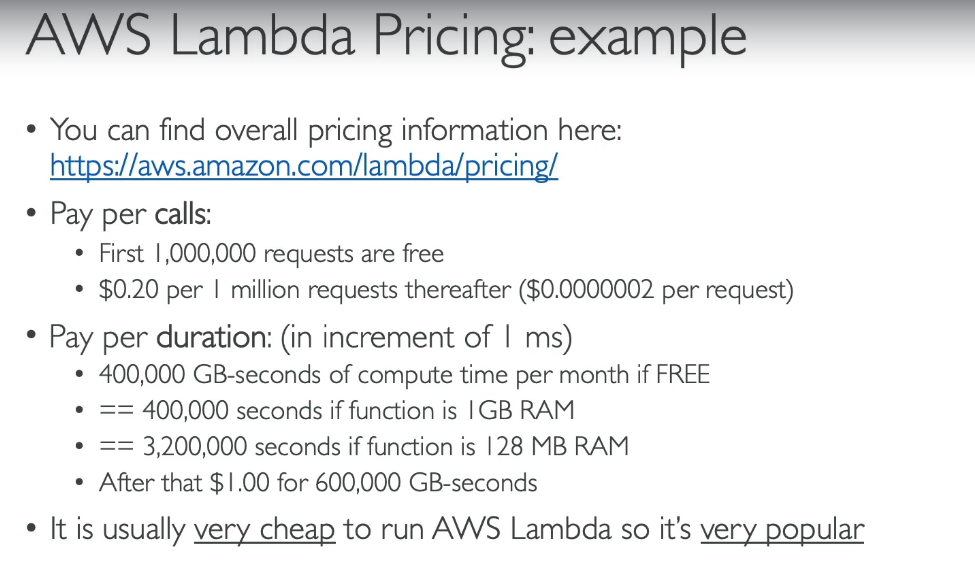 AWS Lambda Pricing: example
• You can find overall pricing information here:
https://aws.amazon.com/lambda/pricing/
• Pay per calls:
• First 1,000,000 requests are free
• $0.20 per 1 million requests thereafter ($0.0000002 per request)
• Pay per duration: (in increment of 1 ms)
• 400,000 GB-seconds of compute time per month if FREE
• == 400,000 seconds if function is 1GB RAM
• == 3,200,000 seconds if function is 128 MB RAM
• After that $1.00 for 600,000 GB-seconds
• It is usually very cheap to run AWS Lambda so it's very popular